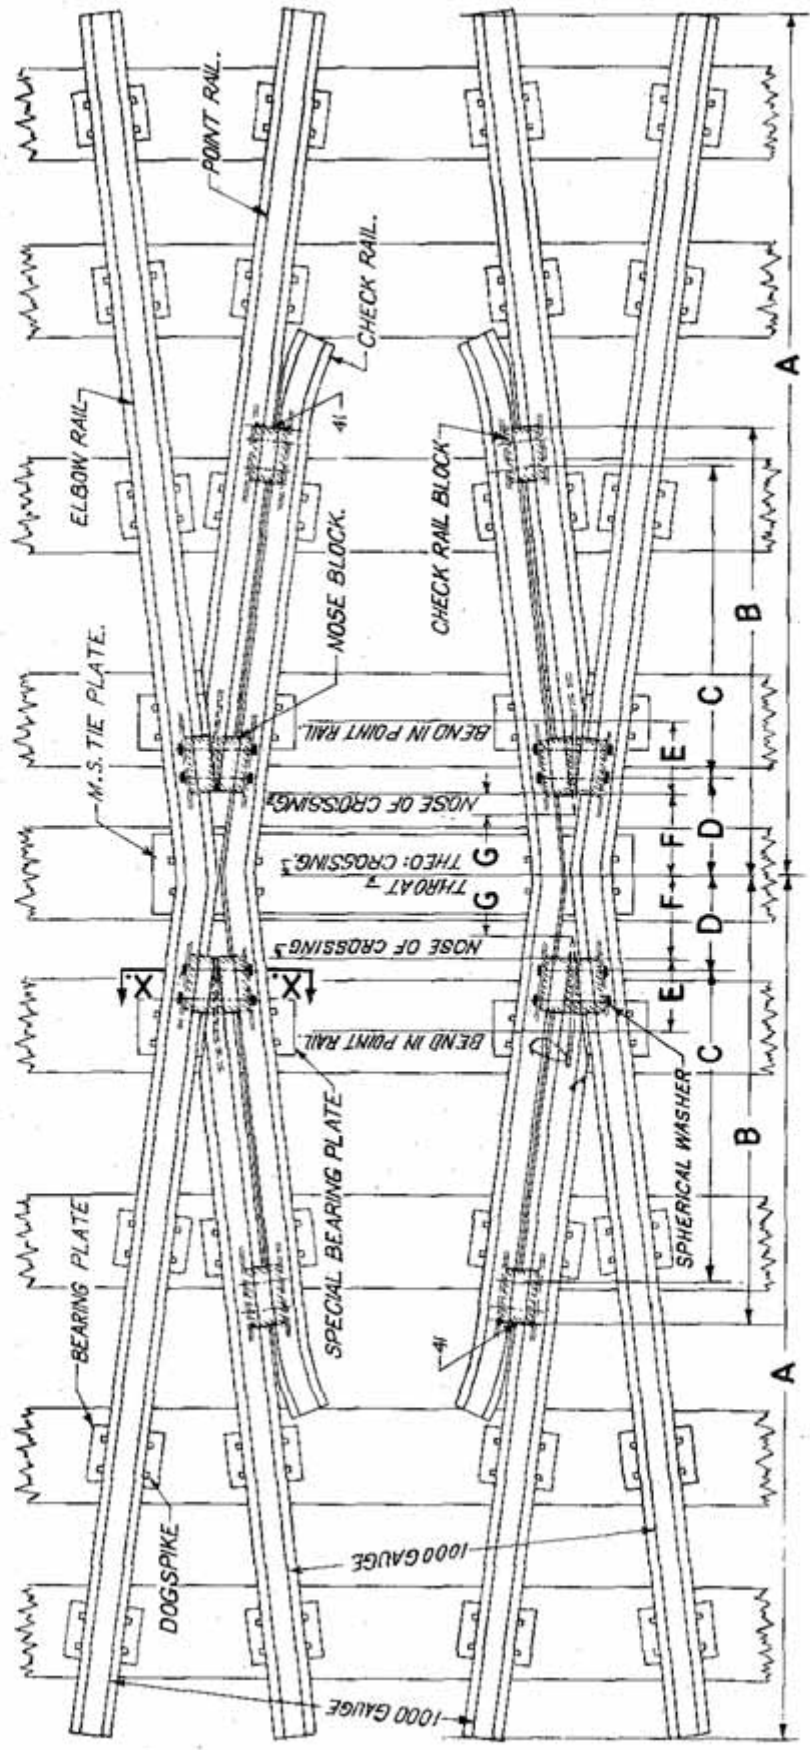 POINT RAIL.
CHECK RAIL.
ELBOW RAIL
41
CHECK RAIL BLOCK
NOSE BLOCK.
M.S. TIE PLATE.
BEND IN POINT RAIL.
NOSE OF CROSSING
THEO: CROSSING.
THROAT
NOSE OF CROSSING
BEND IN POINT RAIL
X
X
SPECIAL BEARING PLATE
SPHERICAL WASHER
BEARING PLATE
41
DOGSPIKE
1000 GAUGE
1000 GAUGE
A
B
C
E
D
F
G
G
F
D
E
C
B
A